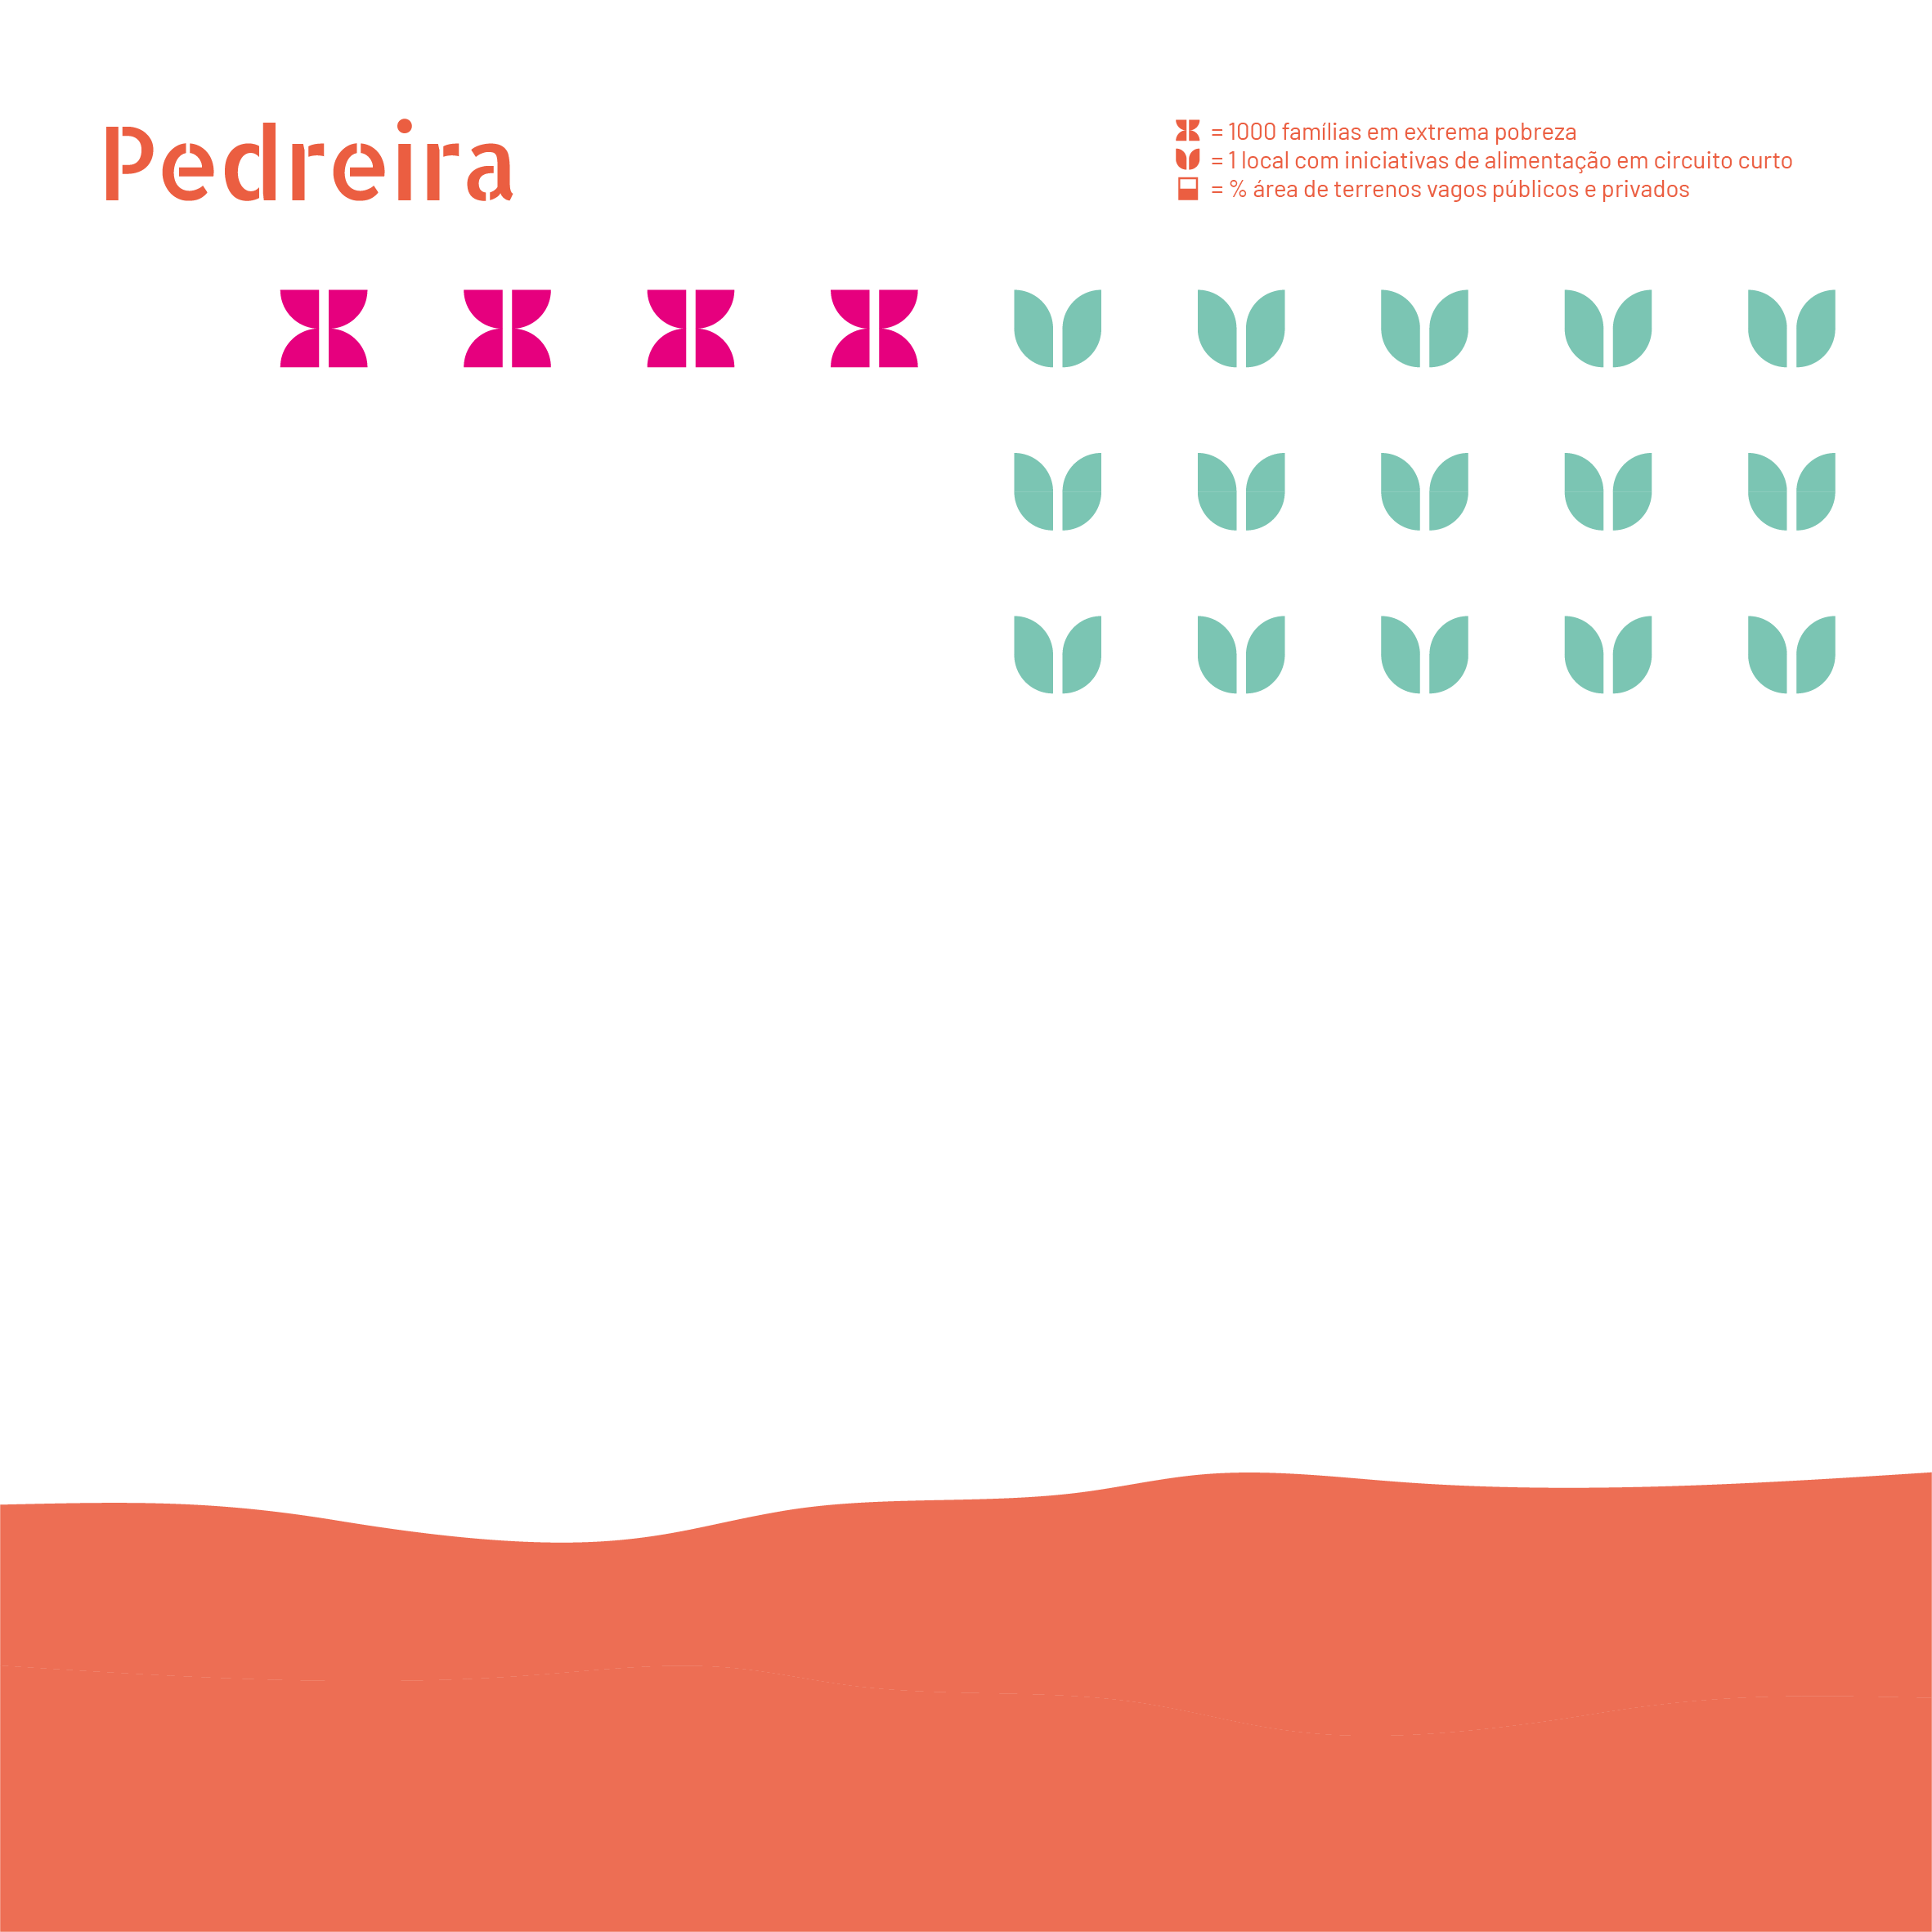 Pedreira
= 1000 famílias em extrema pobreza
= 1 local com iniciativas de alimentação em circuito curto
= % área de terrenos vagos públicos e privados